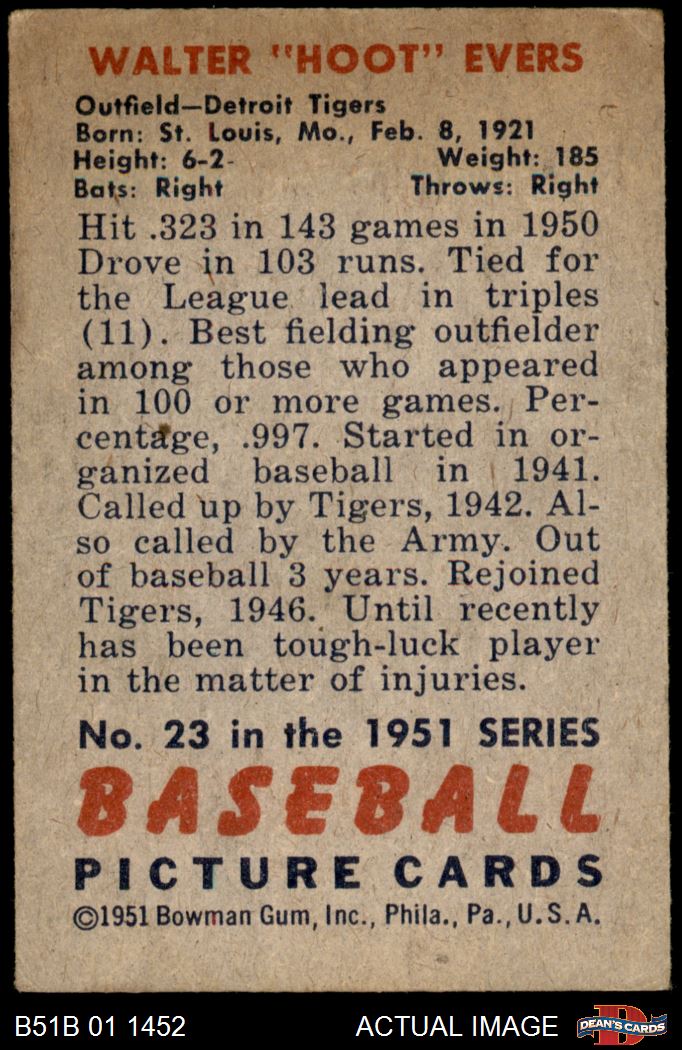 WALTER "HOOT" EVERS
Outfield—Detroit Tigers
Born: St. Louis, Mo., Feb. 8, 1921
Height: 6-2 Weight: 185
Bats: Right Throws: Right
Hit .323 in 143 games in 1950
Drove in 103 runs. Tied for
the League lead in triples
(11). Best fielding outfielder
among those who appeared
in 100 or more games. Per-
centage, .997. Started in or-
ganized baseball in 1941.
Called up by Tigers, 1942. Al-
so called by the Army. Out
of baseball 3 years. Rejoined
Tigers, 1946. Until recently
has been tough-luck player
in the matter of injuries.
No. 23 in the 1951 SERIES
BASEBALL
PICTURE CARDS
©1951 Bowman Gum, Inc., Phila., Pa., U.S.A.
B51B 01 1452 ACTUAL IMAGE D DEAN'S CARDS